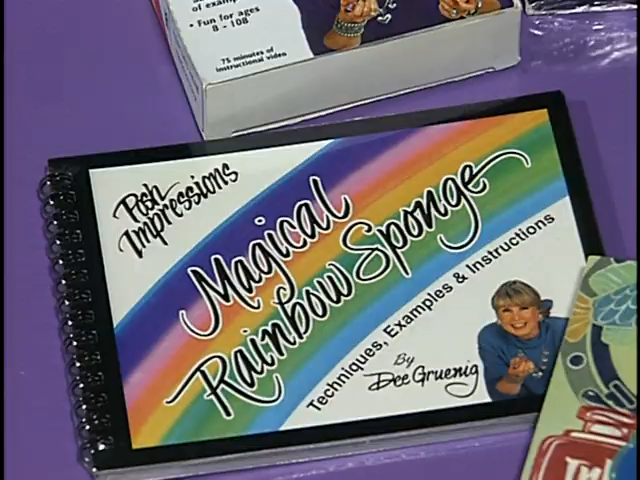 of examp
• Fun for ages
8 - 108
75 minutes of
instructional video
Posh
Impressions
Magical
Rainbow Sponge
Techniques, Examples & Instructions
By
Dee Gruenig